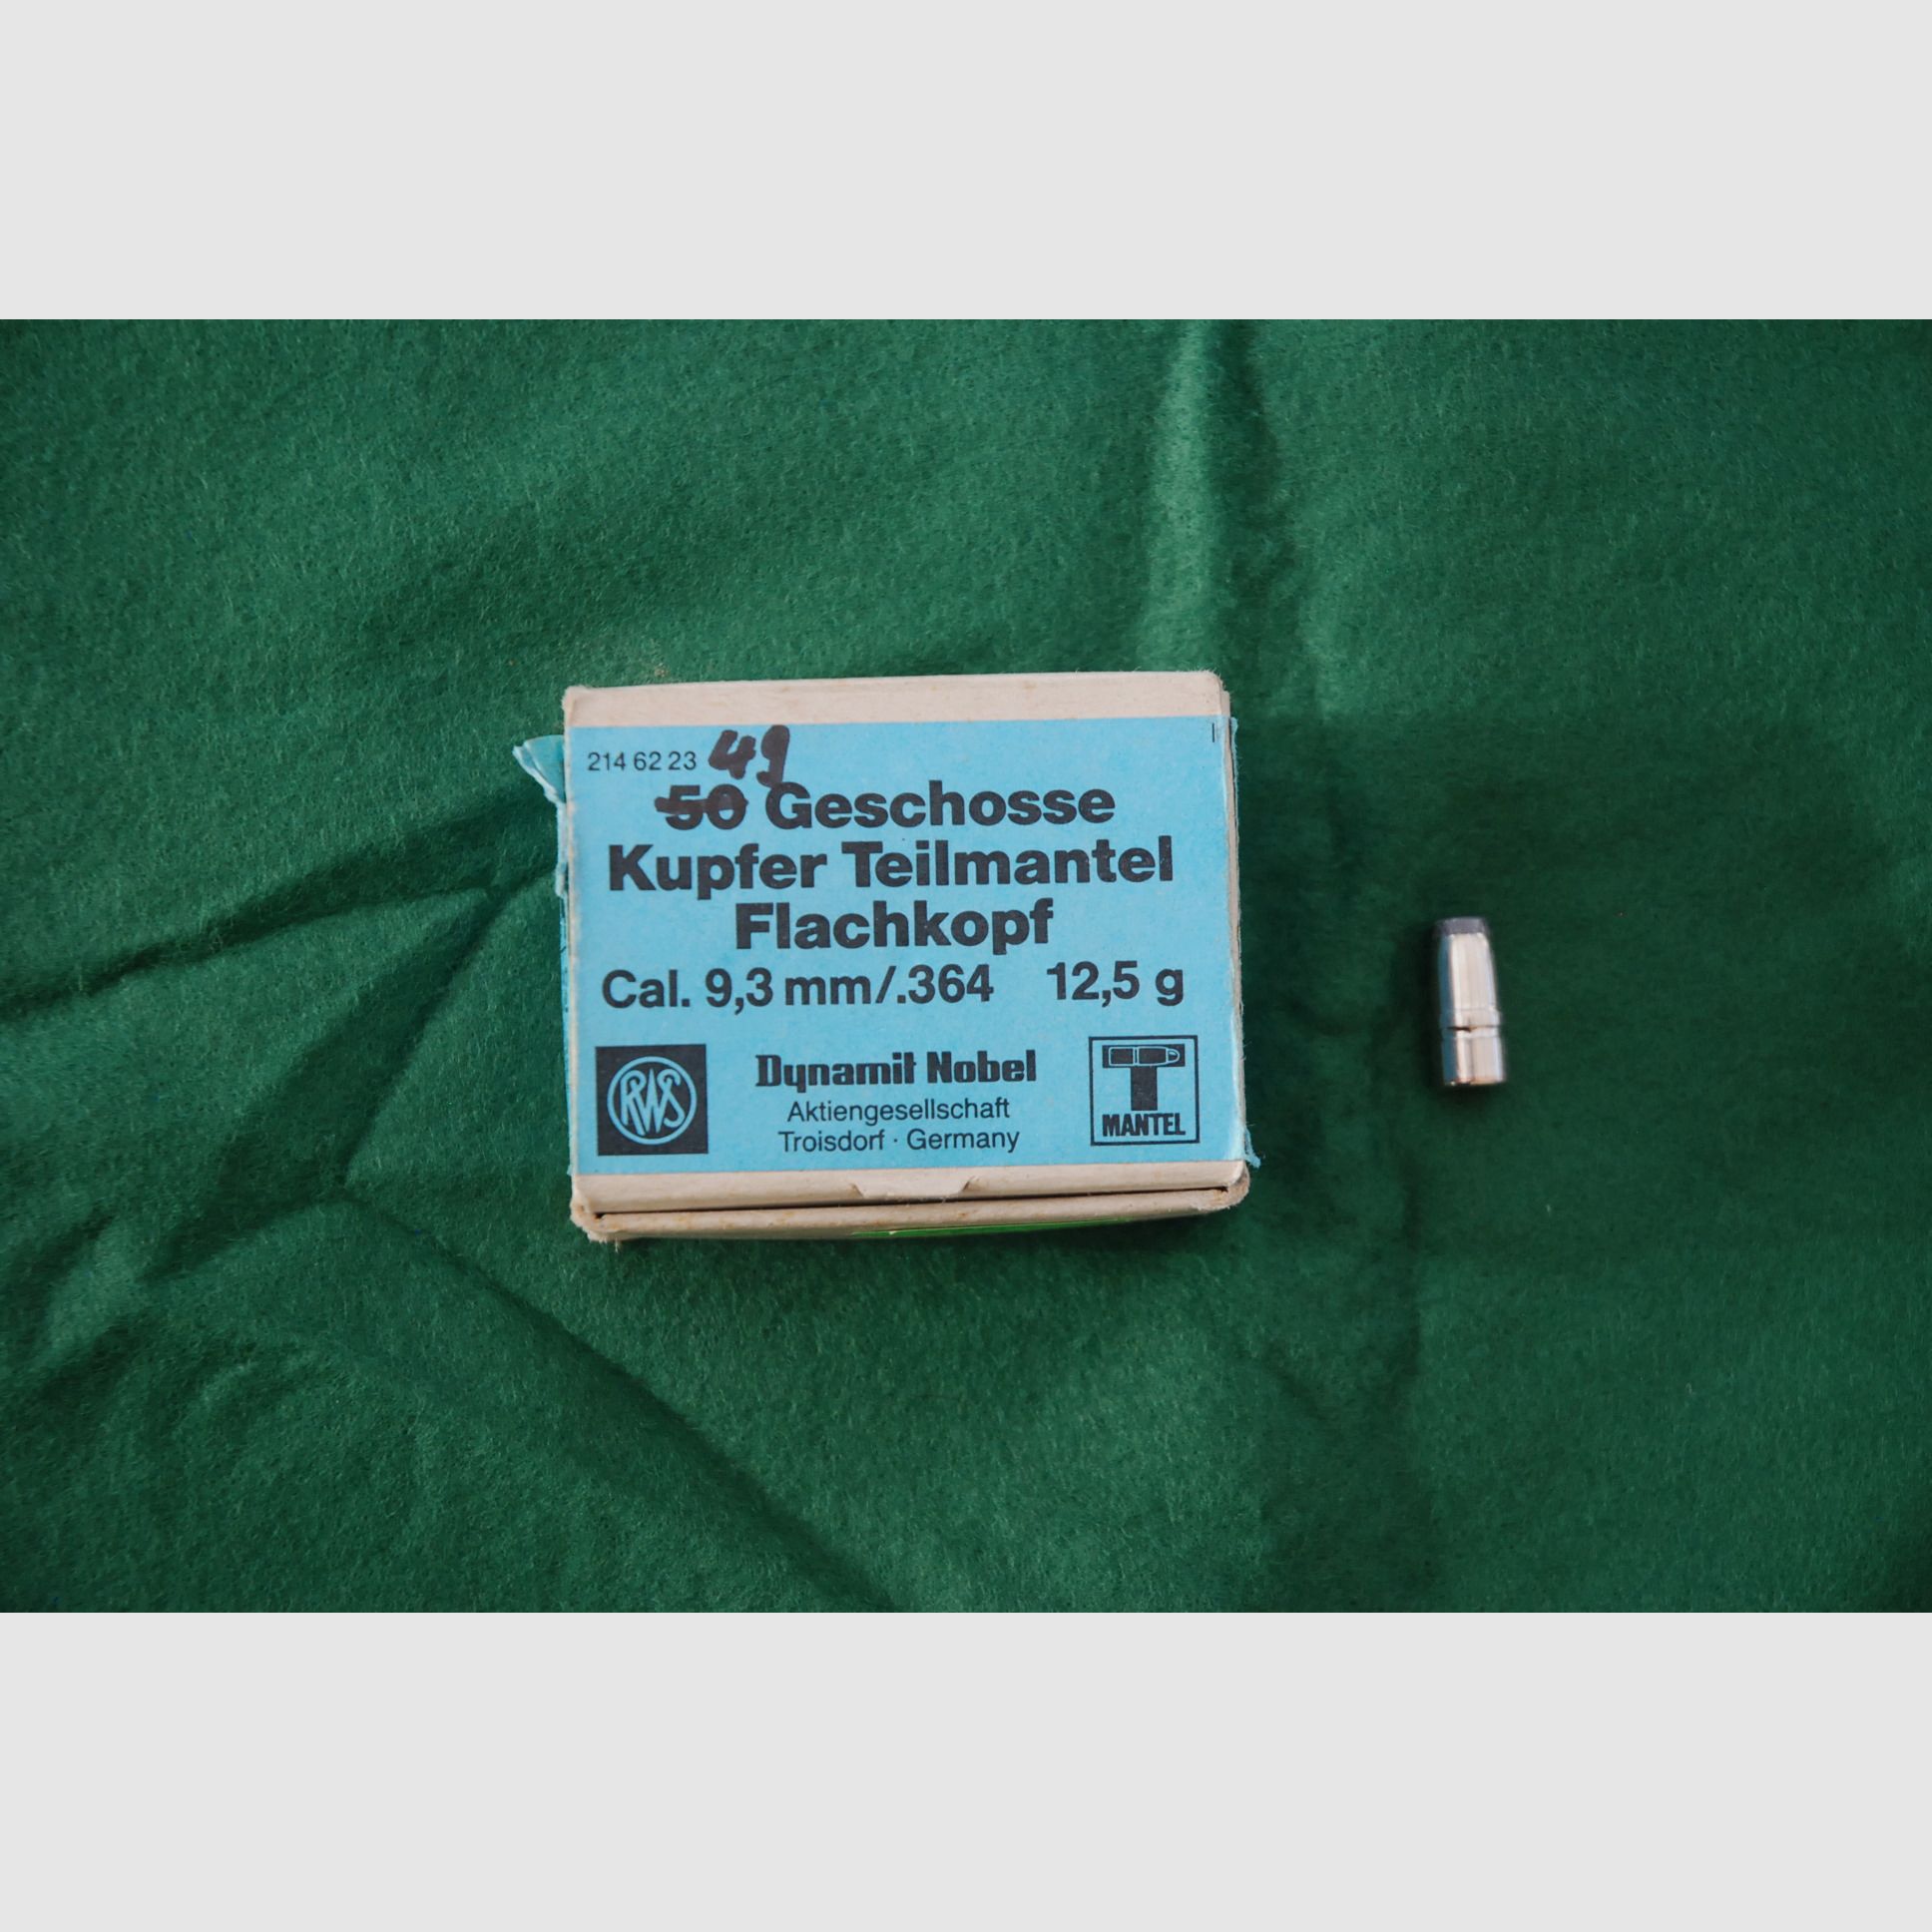 214 62 23 49
50 Geschosse
Kupfer Teilmantel
Flachkopf
Cal. 9,3 mm/.364 12,5 g
RWS
Dynamit Nobel
Aktiengesellschaft
Troisdorf · Germany
T
MANTEL